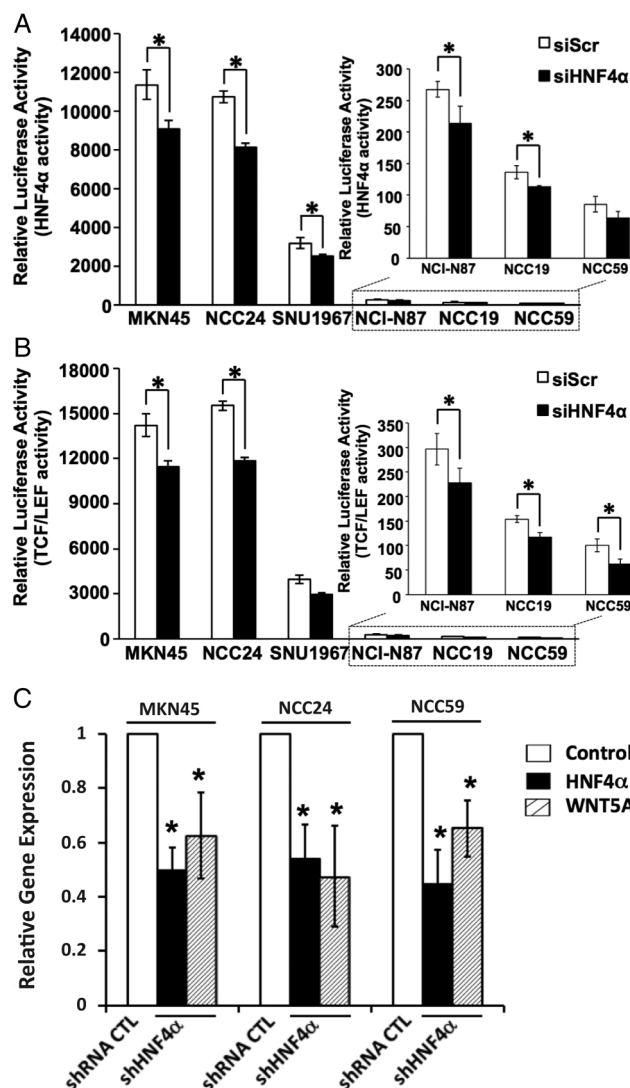 A
Relative Luciferase Activity
(HNF4α activity)
14000
12000
10000
8000
6000
4000
2000
0
*
*
*
MKN45
NCC24
SNU1967
NCI-N87
NCC19
NCC59
Relative Luciferase Activity
(HNF4α activity)
300
250
200
150
100
50
0
*
*
NCI-N87
NCC19
NCC59
siScr
siHNF4α
B
Relative Luciferase Activity
(TCF/LEF activity)
18000
15000
12000
9000
6000
3000
0
*
*
MKN45
NCC24
SNU1967
NCI-N87
NCC19
NCC59
Relative Luciferase Activity
(TCF/LEF activity)
350
300
250
200
150
100
50
0
*
*
*
NCI-N87
NCC19
NCC59
siScr
siHNF4α
C
Relative Gene Expression
1
0.8
0.6
0.4
0.2
0
MKN45
NCC24
NCC59
*
*
*
*
*
*
shRNA CTL
shHNF4α
shRNA CTL
shHNF4α
shRNA CTL
shHNF4α
Control
HNF4α
WNT5A